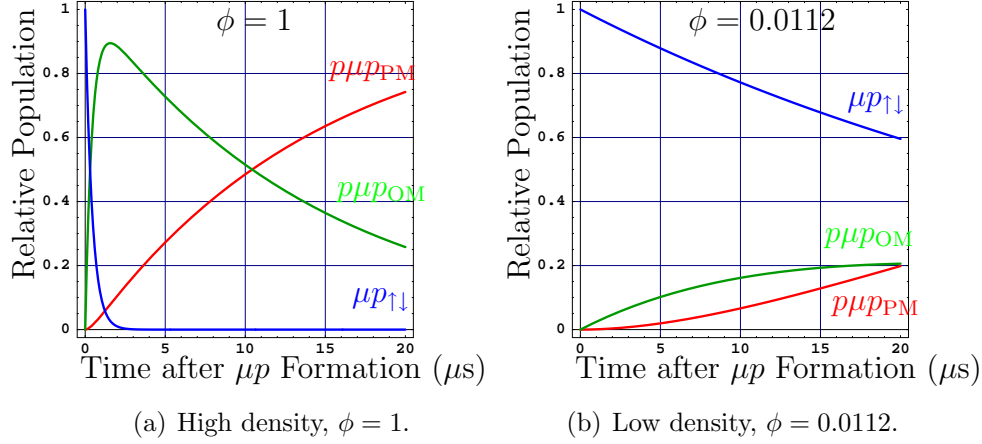 Relative Population
ϕ = 1
1
0.8
0.6
0.4
0.2
0
pμp_PM
pμp_OM
μp↑↓
0 5 10 15 20
Time after μp Formation (μs)
(a) High density, ϕ = 1.
Relative Population
ϕ = 0.0112
1
0.8
0.6
0.4
0.2
0
μp↑↓
pμp_OM
pμp_PM
0 5 10 15 20
Time after μp Formation (μs)
(b) Low density, ϕ = 0.0112.